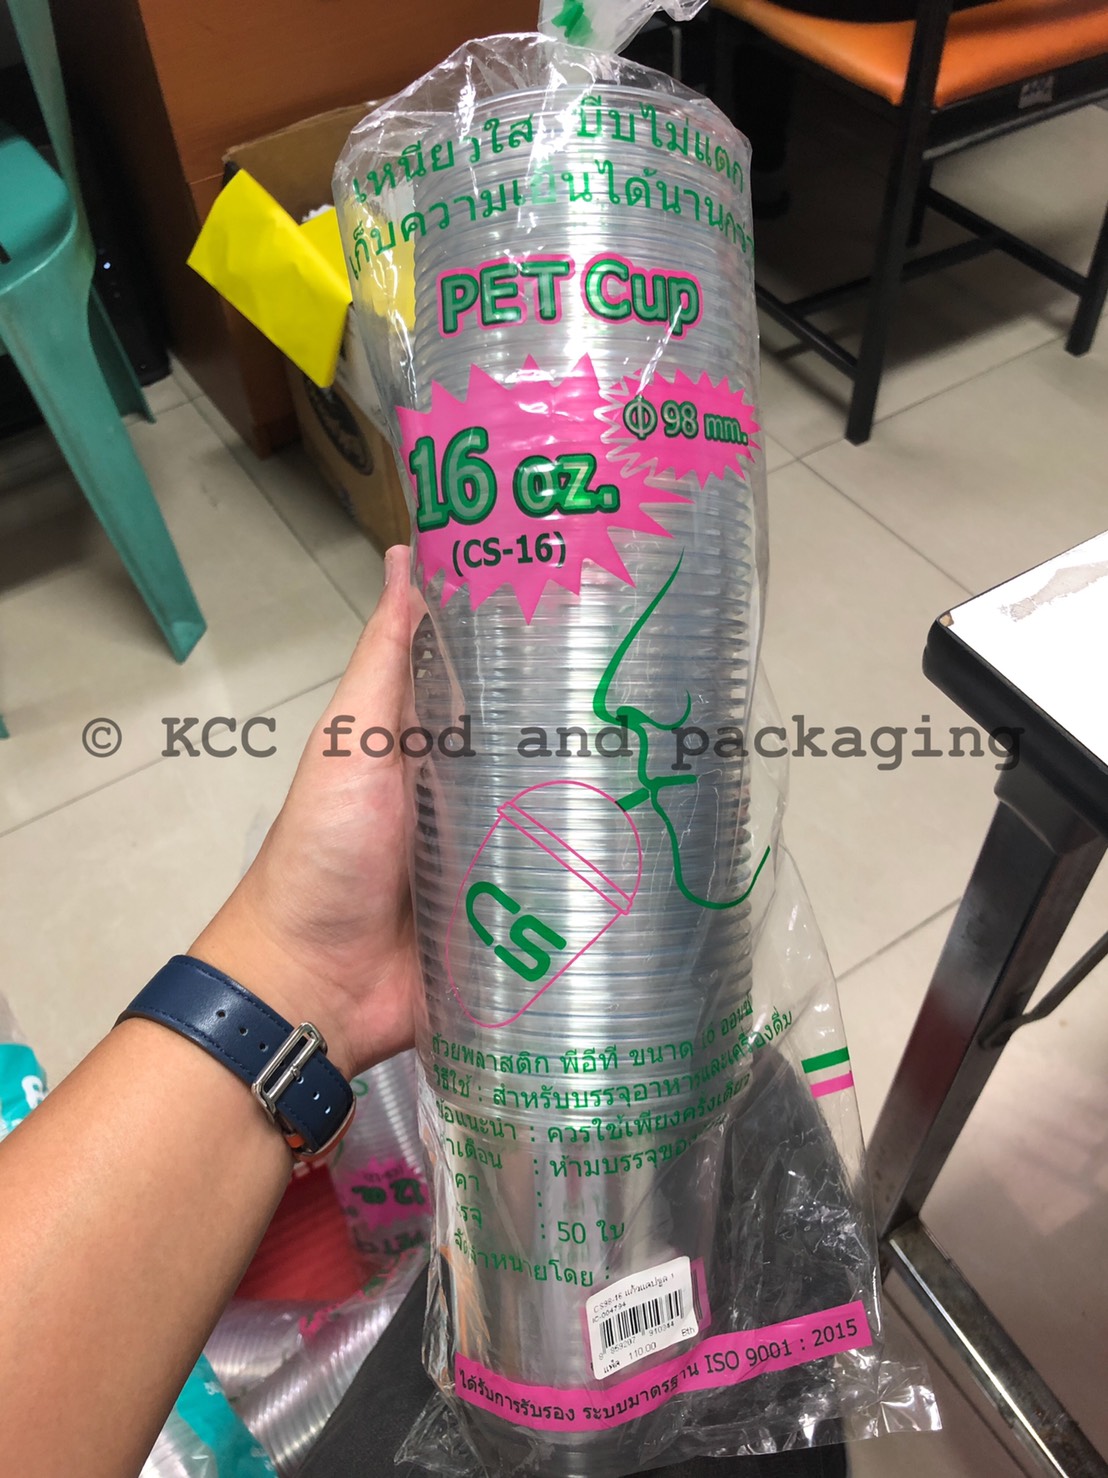 เหนียวใส บีบไม่แตก
เก็บความเย็นได้นานกว่า
PET Cup
Φ 98 mm.
16 oz.
(CS-16)
© KCC food and packaging
CS
ถ้วยพลาสติก พีอีที ขนาด 16 ออนซ์
วิธีใช้ : สำหรับบรรจุอาหารและเครื่องดื่ม
ข้อแนะนำ : ควรใช้เพียงครั้งเดียว
คำเตือน : ห้ามบรรจุของ
:
: 50 ใบ
จัดจำหน่ายโดย :
CS98-16
IC-004794
110.00 Bth
ได้รับการรับรอง ระบบมาตรฐาน ISO 9001 : 2015